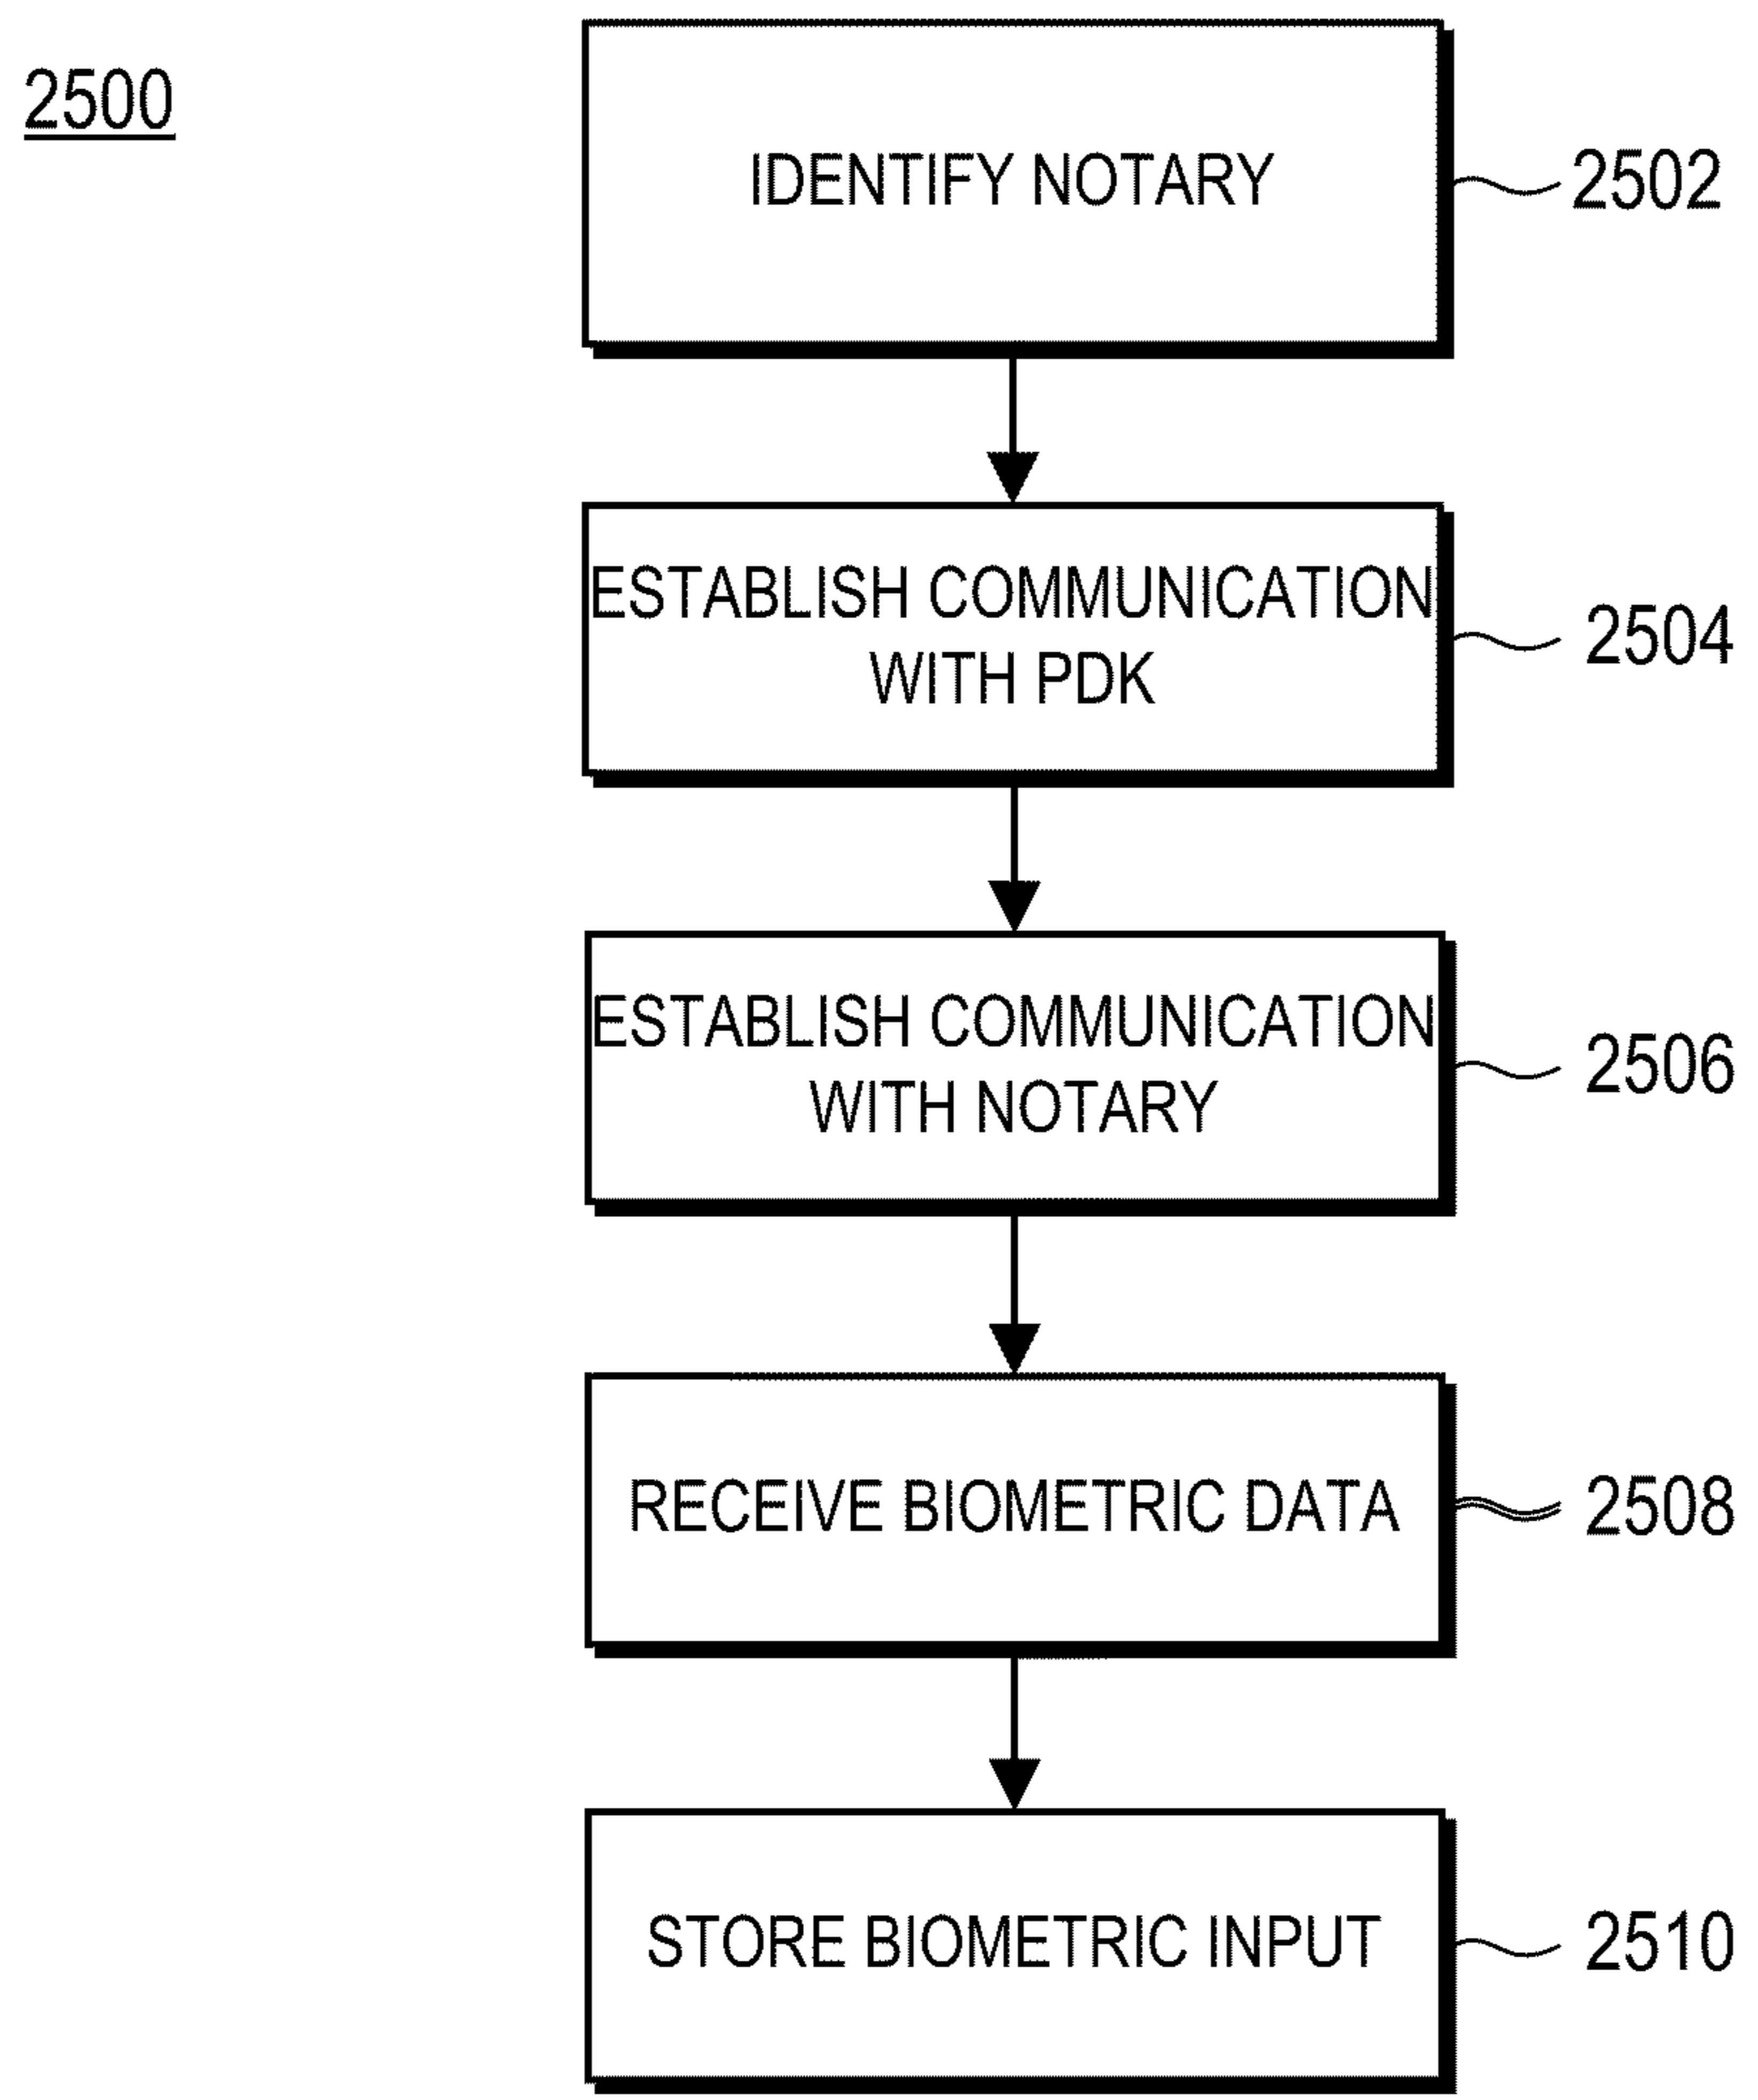 2500
IDENTIFY NOTARY
2502
ESTABLISH COMMUNICATION
WITH PDK
2504
ESTABLISH COMMUNICATION
WITH NOTARY
2506
RECEIVE BIOMETRIC DATA
2508
STORE BIOMETRIC INPUT
2510